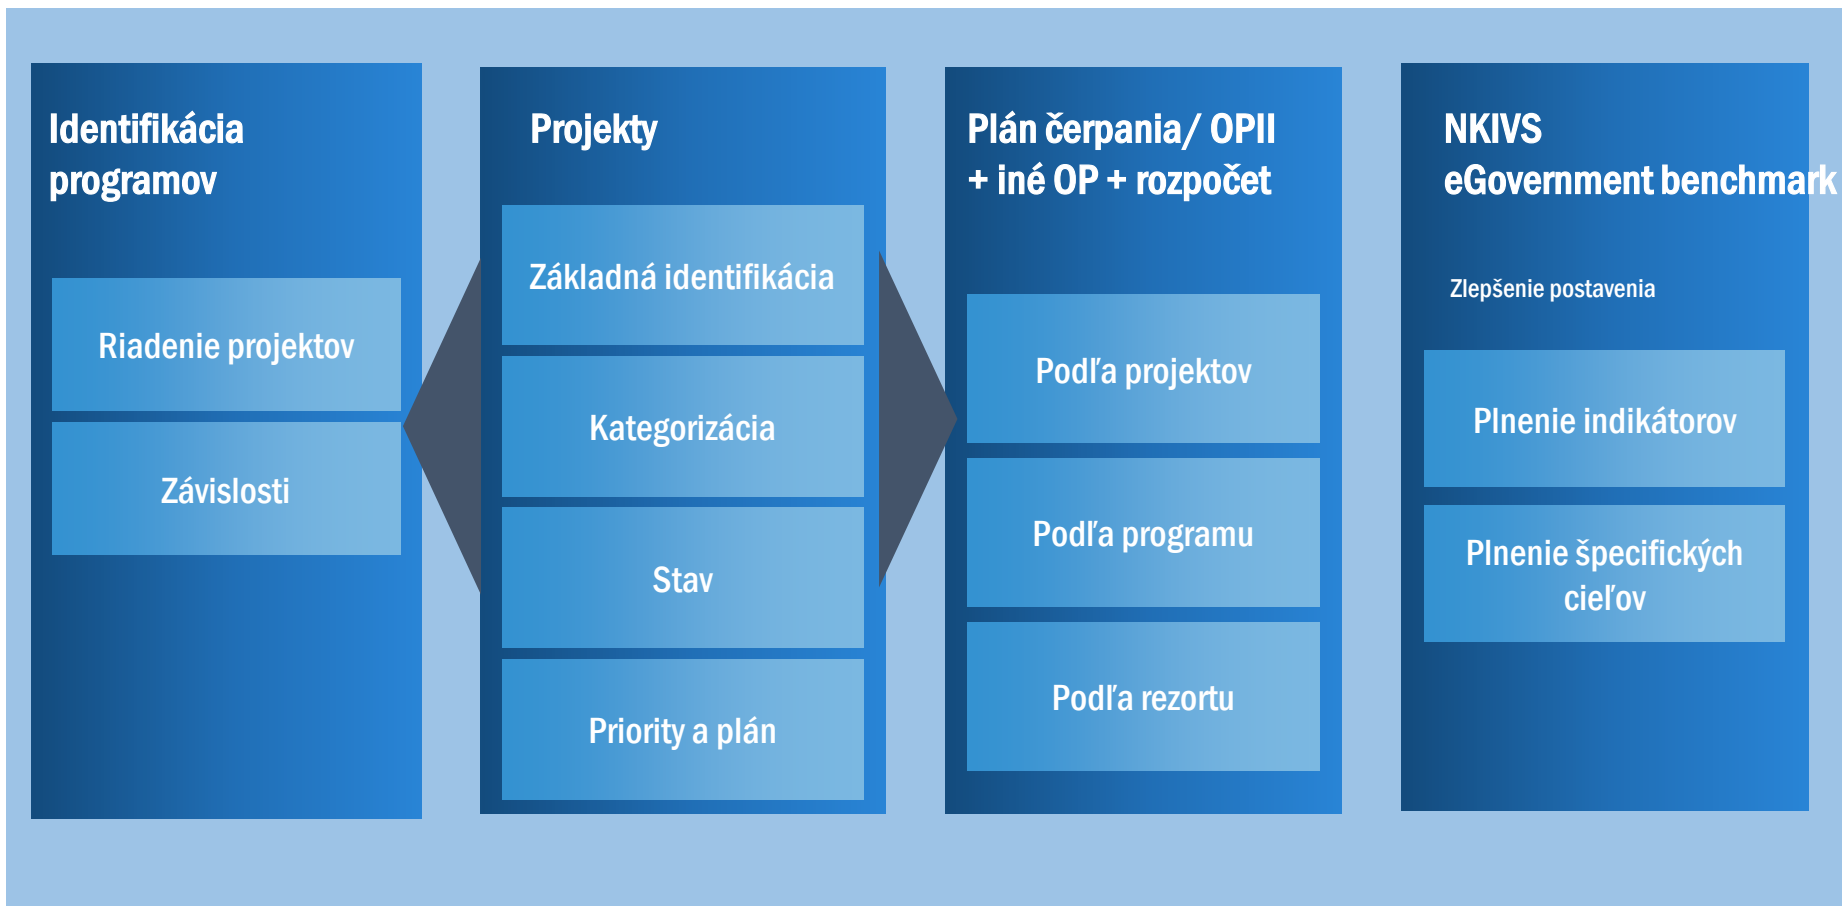 Identifikácia
programov
Riadenie projektov
Závislosti
Projekty
Základná identifikácia
Kategorizácia
Stav
Priority a plán
Plán čerpania/ OPII
+ iné OP + rozpočet
Podľa projektov
Podľa programu
Podľa rezortu
NKIVS
eGovernment benchmark
Zlepšenie postavenia
Plnenie indikátorov
Plnenie špecifických
cieľov